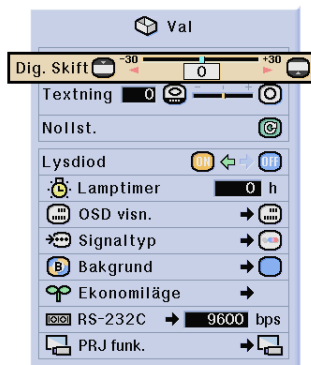 Val
Dig. Skift -30 0 +30
Textning 0 - +
Nollst.
Lysdiod ON OFF
Lamptimer 0 h
OSD visn.
Signaltyp
B Bakgrund
Ekonomiläge
RS-232C 9600 bps
PRJ funk.